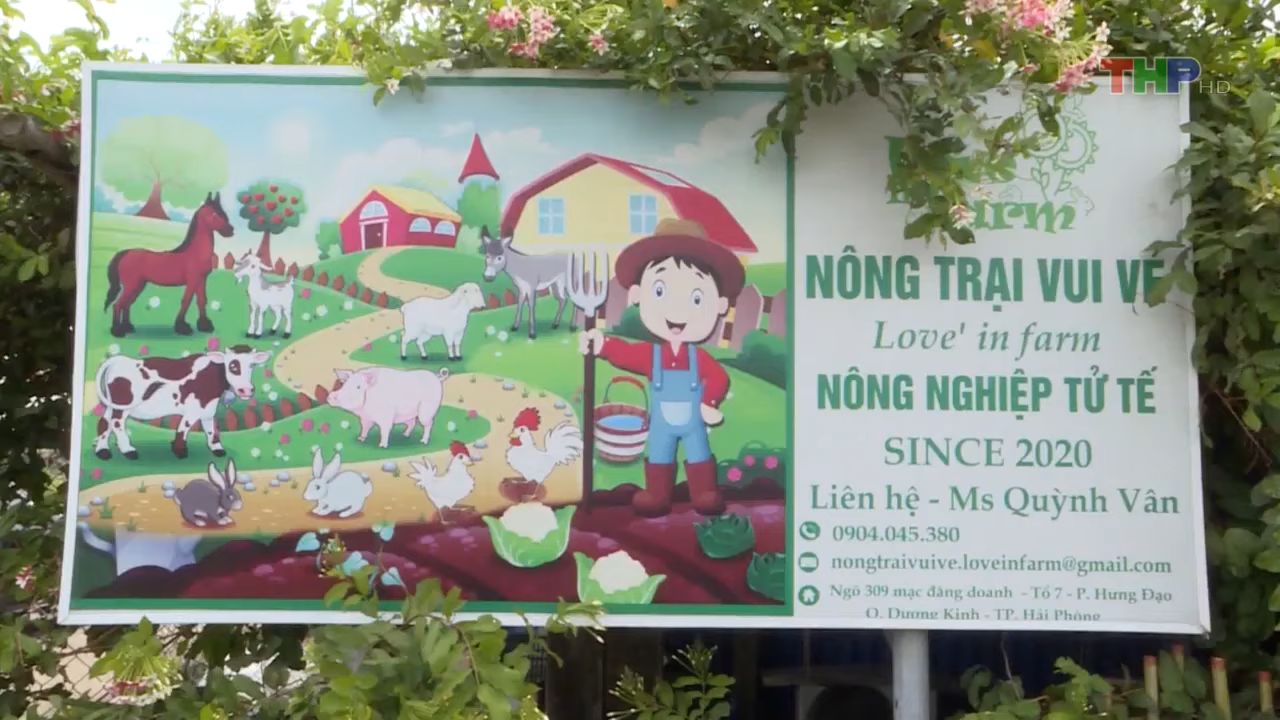 THP HD
Farm
NÔNG TRẠI VUI VẺ
Love' in farm
NÔNG NGHIỆP TỬ TẾ
SINCE 2020
Liên hệ - Ms Quỳnh Vân
0904.045.380
nongtraivuive.loveinfarm@gmail.com
Ngõ 309 mạc đăng doanh - Tổ 7 - P. Hưng Đạo
Q. Dương Kinh - TP. Hải Phòng